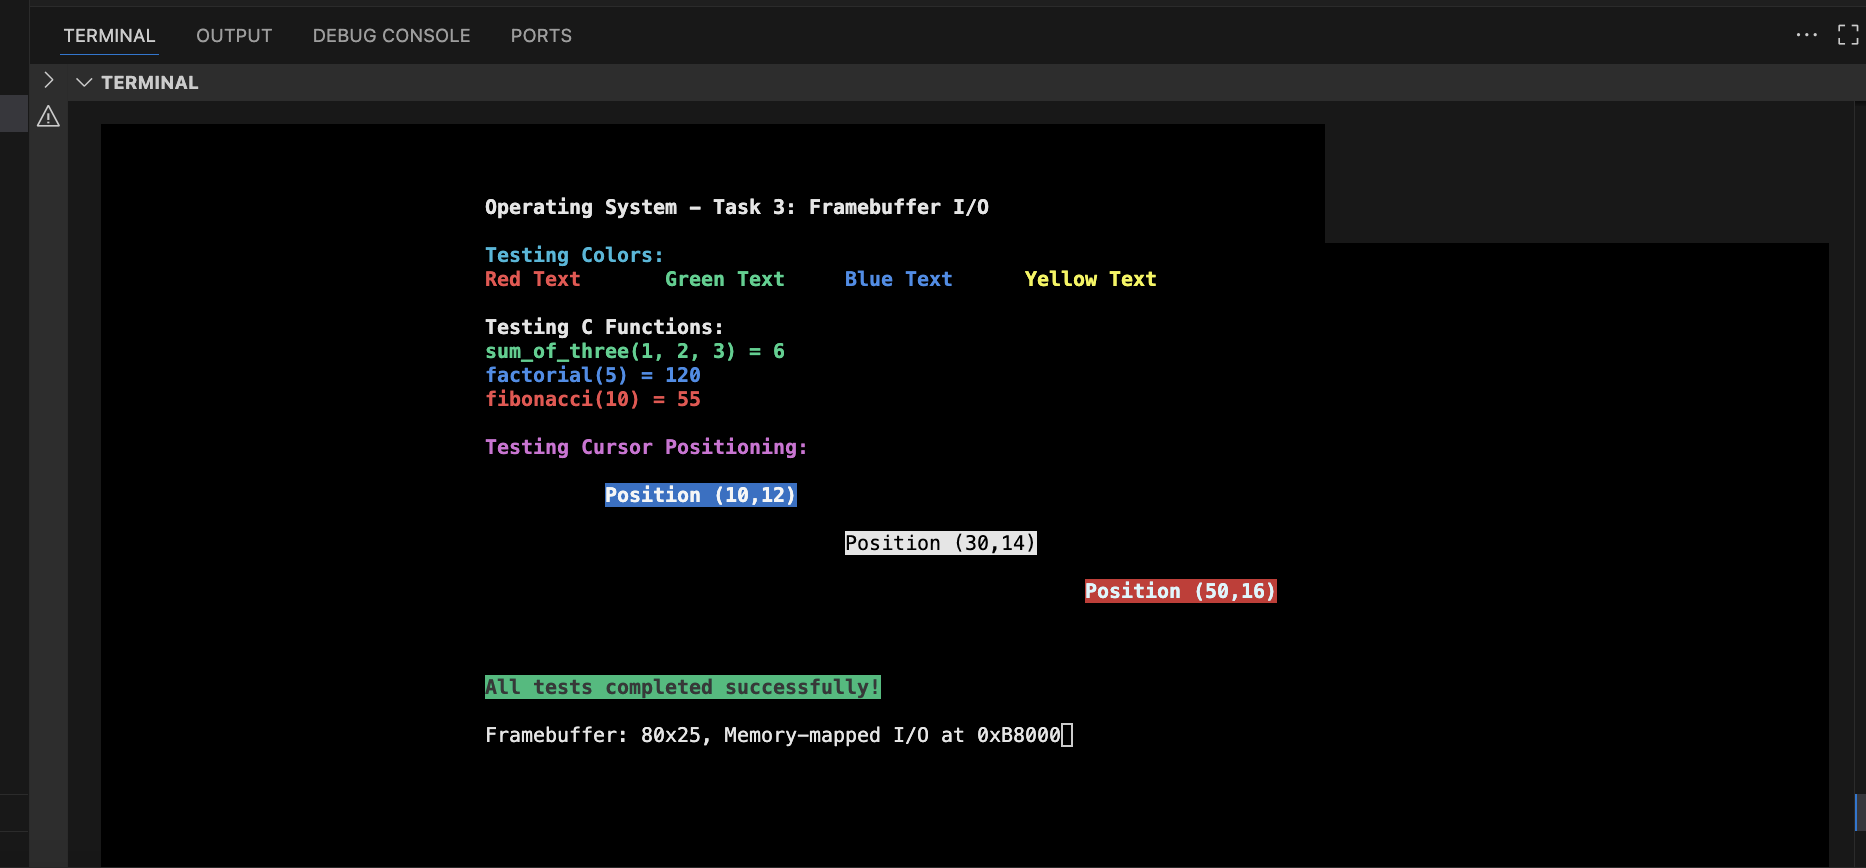 TERMINAL OUTPUT DEBUG CONSOLE PORTS
TERMINAL
Operating System – Task 3: Framebuffer I/O
Testing Colors:
Red Text Green Text Blue Text Yellow Text
Testing C Functions:
sum_of_three(1, 2, 3) = 6
factorial(5) = 120
fibonacci(10) = 55
Testing Cursor Positioning:
Position (10,12)
Position (30,14)
Position (50,16)
All tests completed successfully!
Framebuffer: 80x25, Memory–mapped I/O at 0xB8000